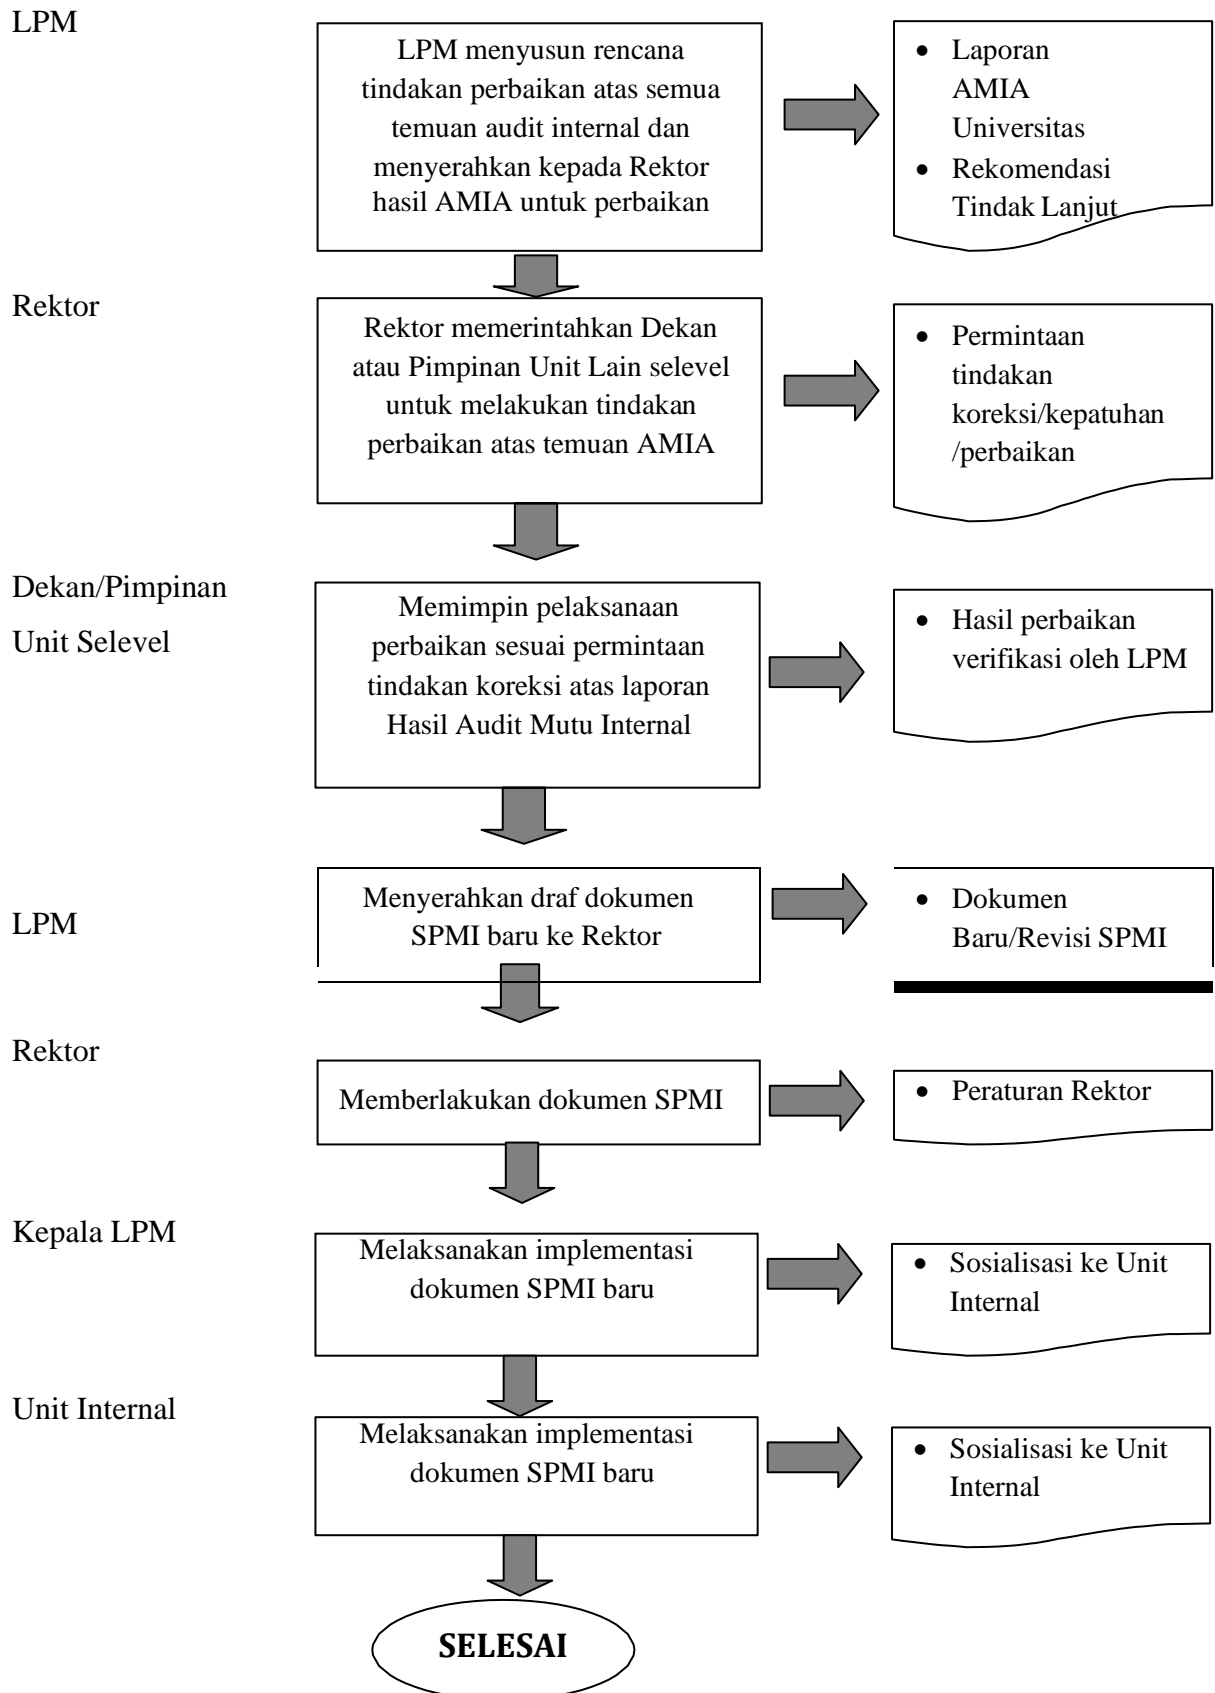 LPM
LPM menyusun rencana
tindakan perbaikan atas semua
temuan audit internal dan
menyerahkan kepada Rektor
hasil AMIA untuk perbaikan
• Laporan
AMIA
Universitas
• Rekomendasi
Tindak Lanjut
Rektor
Rektor memerintahkan Dekan
atau Pimpinan Unit Lain selevel
untuk melakukan tindakan
perbaikan atas temuan AMIA
• Permintaan
tindakan
koreksi/kepatuhan
/perbaikan
Dekan/Pimpinan
Unit Selevel
Memimpin pelaksanaan
perbaikan sesuai permintaan
tindakan koreksi atas laporan
Hasil Audit Mutu Internal
• Hasil perbaikan
verifikasi oleh LPM
LPM
Menyerahkan draf dokumen
SPMI baru ke Rektor
• Dokumen
Baru/Revisi SPMI
Rektor
Memberlakukan dokumen SPMI
• Peraturan Rektor
Kepala LPM
Melaksanakan implementasi
dokumen SPMI baru
• Sosialisasi ke Unit
Internal
Unit Internal
Melaksanakan implementasi
dokumen SPMI baru
• Sosialisasi ke Unit
Internal
SELESAI